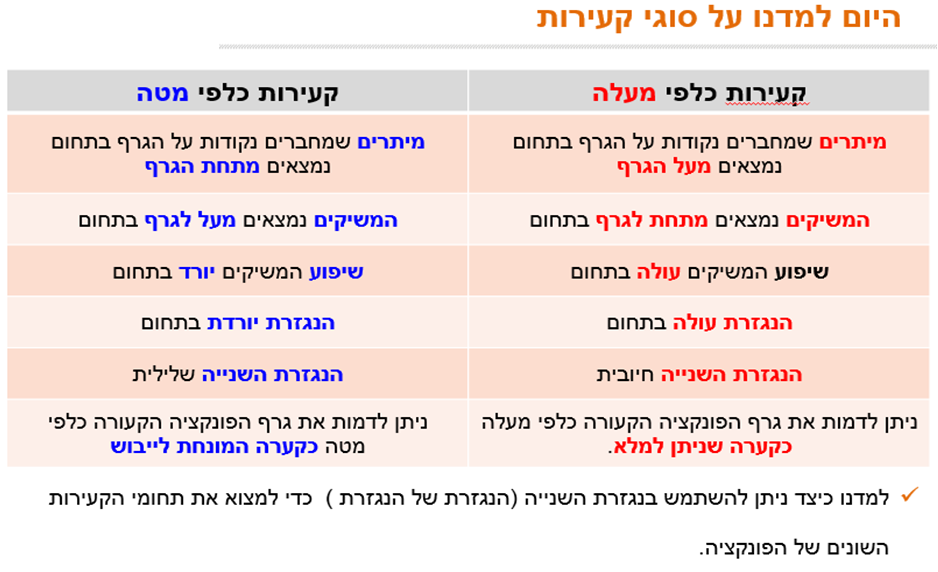 היום למדנו על סוגי קעירות
קעירות כלפי מעלה
קעירות כלפי מטה
מיתרים שמחברים נקודות על הגרף בתחום
נמצאים מעל הגרף
מיתרים שמחברים נקודות על הגרף בתחום
נמצאים מתחת הגרף
המשיקים נמצאים מתחת לגרף בתחום
המשיקים נמצאים מעל לגרף בתחום
שיפוע המשיקים עולה בתחום
שיפוע המשיקים יורד בתחום
הנגזרת עולה בתחום
הנגזרת יורדת בתחום
הנגזרת השנייה חיובית
הנגזרת השנייה שלילית
ניתן לדמות את גרף הפונקציה הקעורה כלפי מעלה
כקערה שניתן למלא.
ניתן לדמות את גרף הפונקציה הקעורה כלפי
מטה כקערה המונחת לייבוש
✓ למדנו כיצד ניתן להשתמש בנגזרת השנייה (הנגזרת של הנגזרת ) כדי למצוא את תחומי הקעירות
השונים של הפונקציה.